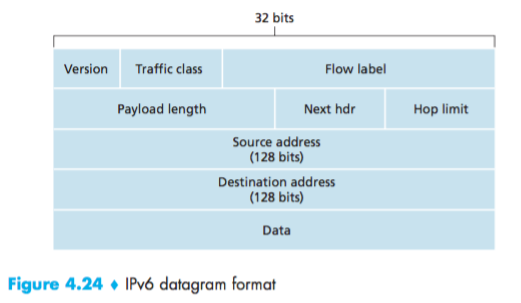 32 bits
Version Traffic class Flow label
Payload length Next hdr Hop limit
Source address
(128 bits)
Destination address
(128 bits)
Data
Figure 4.24 ♦ IPv6 datagram format